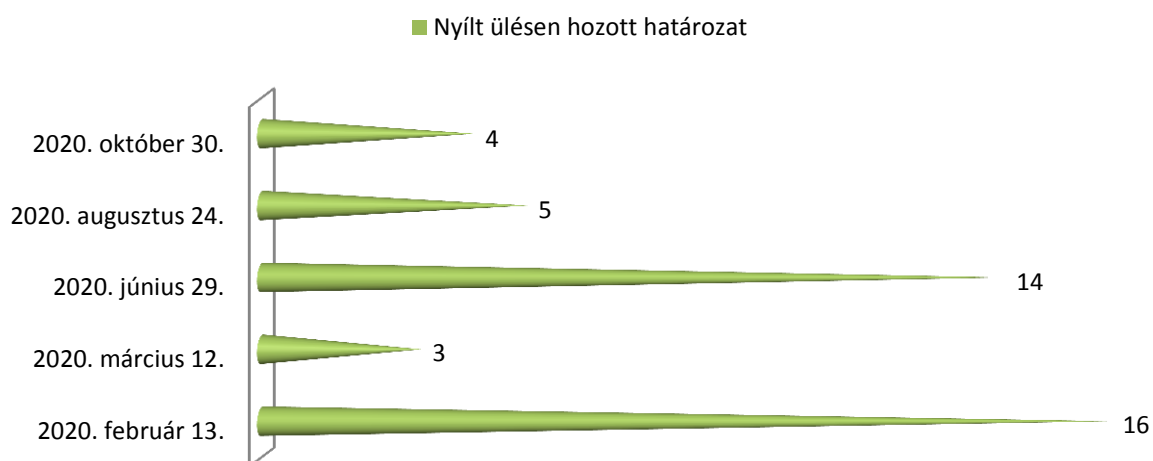 Nyílt ülésen hozott határozat
2020. október 30.
4
2020. augusztus 24.
5
2020. június 29.
14
2020. március 12.
3
2020. február 13.
16